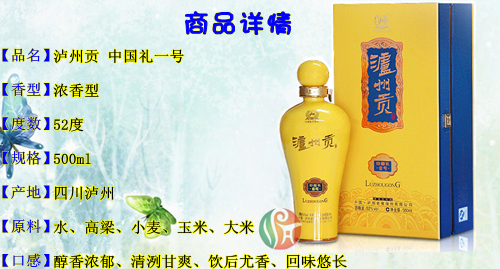 商品详情
【品名】泸州贡 中国礼一号
【香型】浓香型
【度数】52度
【规格】500ml
【产地】四川泸州
【原料】水、高粱、小麦、玉米、大米
【口感】醇香浓郁、清洌甘爽、饮后尤香、回味悠长
瀘州贡
瀘州贡
LUZHOUGONG